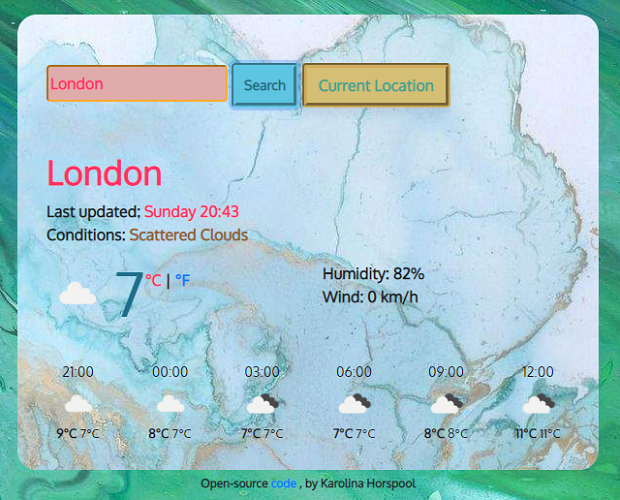 London
Search
Current Location
London
Last updated: Sunday 20:43
Conditions: Scattered Clouds
7 °C | °F
Humidity: 82%
Wind: 0 km/h
21:00 00:00 03:00 06:00 09:00 12:00
9°C 7°C 8°C 7°C 7°C 7°C 7°C 7°C 8°C 8°C 11°C 11°C
Open-source code , by Karolina Horspool